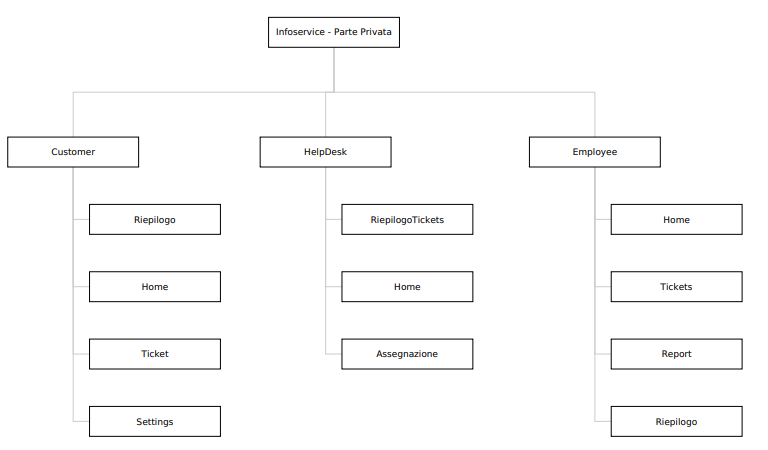 Infoservice - Parte Privata
Customer
HelpDesk
Employee
Riepilogo
RiepilogoTickets
Home
Home
Home
Tickets
Ticket
Assegnazione
Report
Settings
Riepilogo